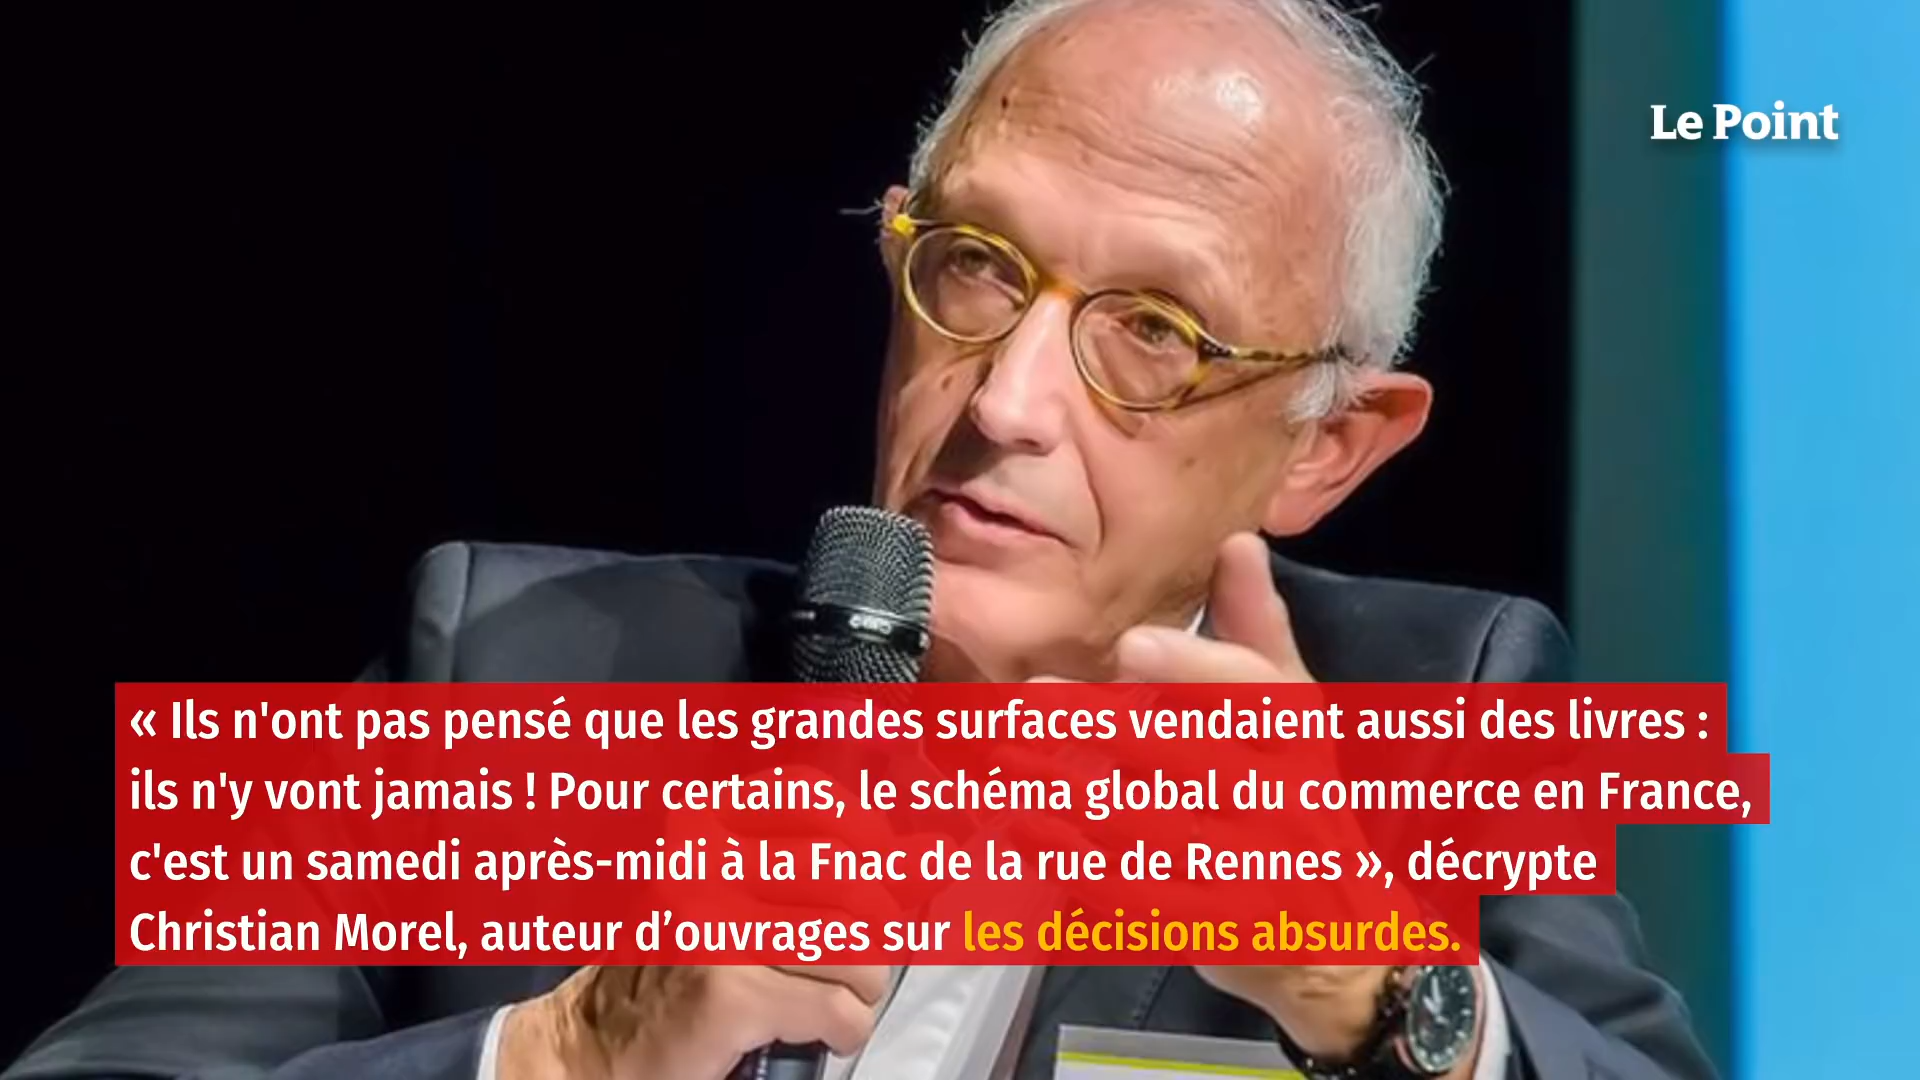 Le Point
« Ils n'ont pas pensé que les grandes surfaces vendaient aussi des livres :
ils n'y vont jamais ! Pour certains, le schéma global du commerce en France,
c'est un samedi après-midi à la Fnac de la rue de Rennes », décrypte
Christian Morel, auteur d’ouvrages sur les décisions absurdes.